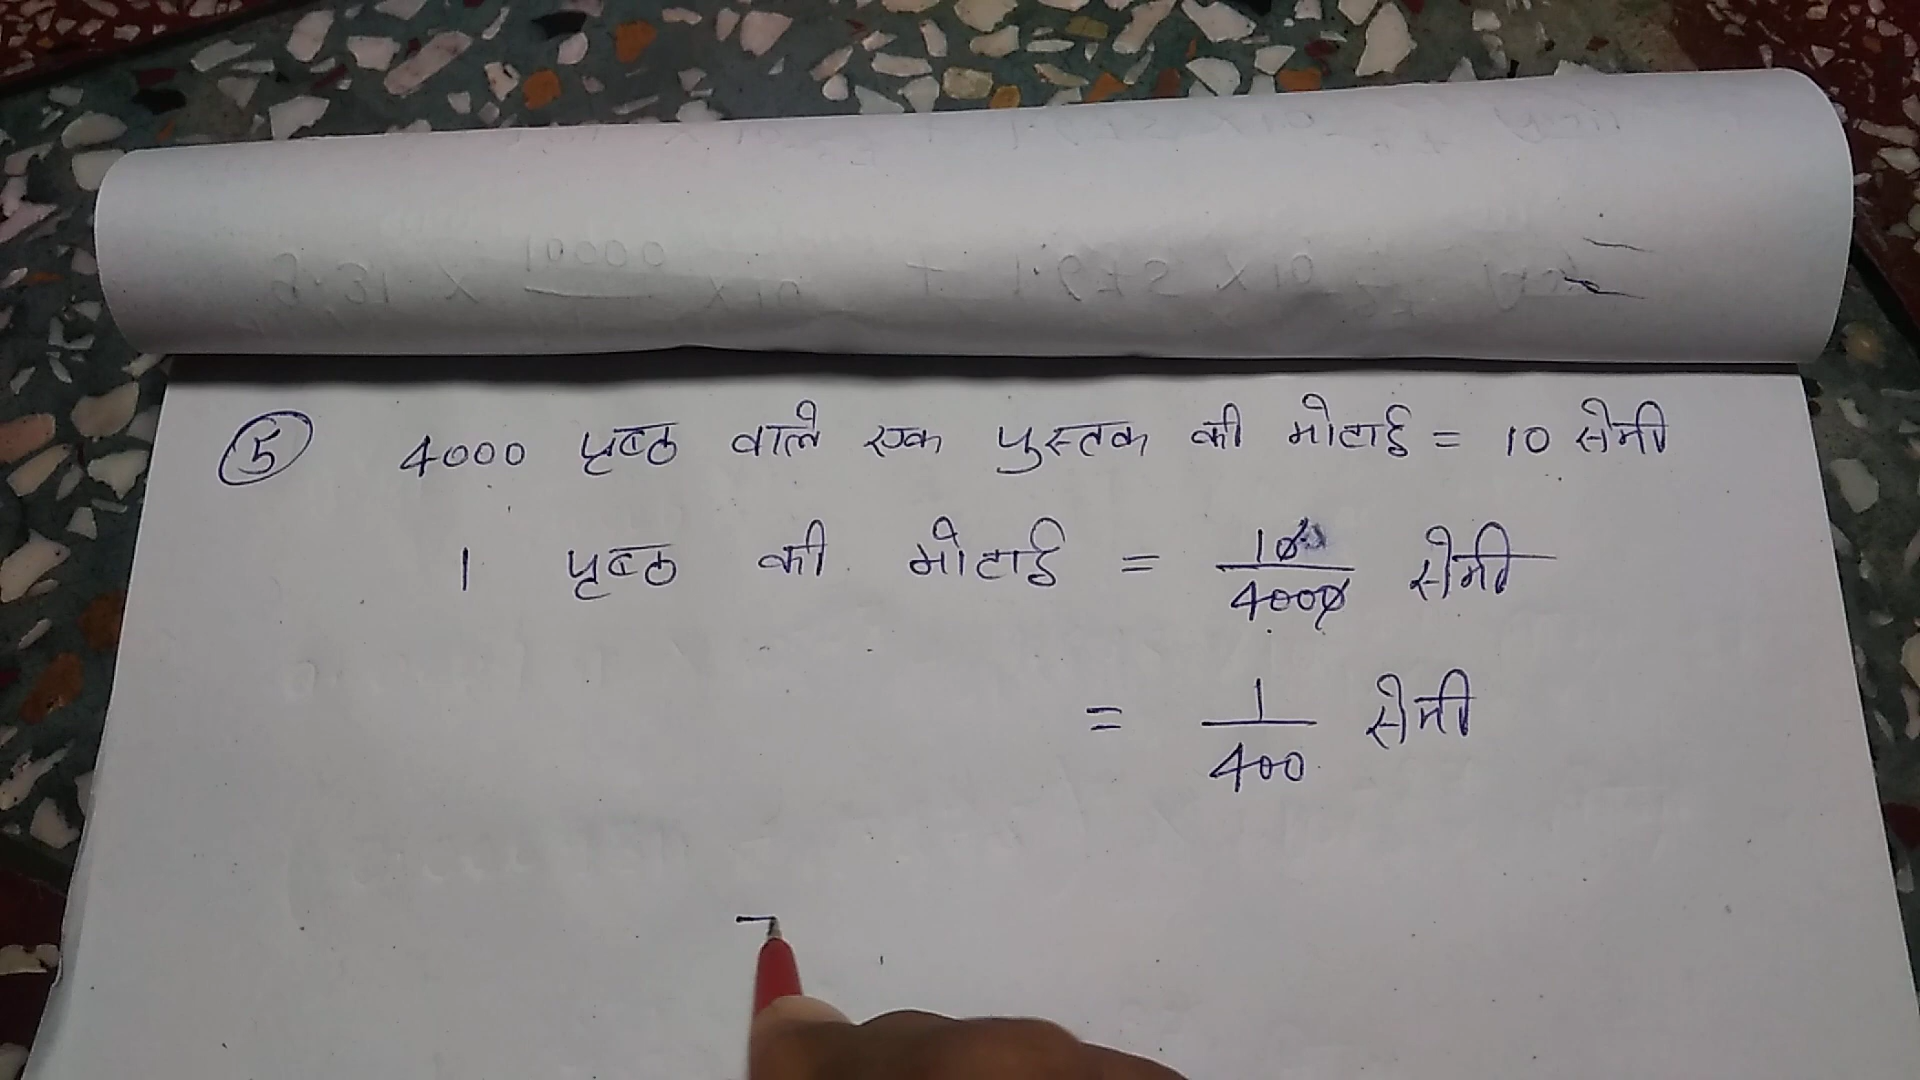 5 4000 पृष्ठ वाले एक पुस्तक की मोटाई = 10 सेमी
1 पृष्ठ की मोटाई = 10/4000 सेमी
= 1/400 सेमी